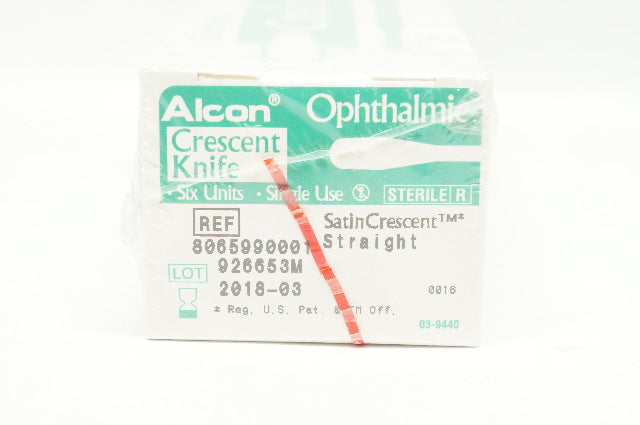 Alcon® Ophthalmic
Crescent
Knife
· Six Units · Single Use ② STERILE R
REF SatinCrescent™*
8065990001 Straight
LOT 926653M
2018-03 0016
* Reg. U.S. Pat. & TM Off.
03-9440